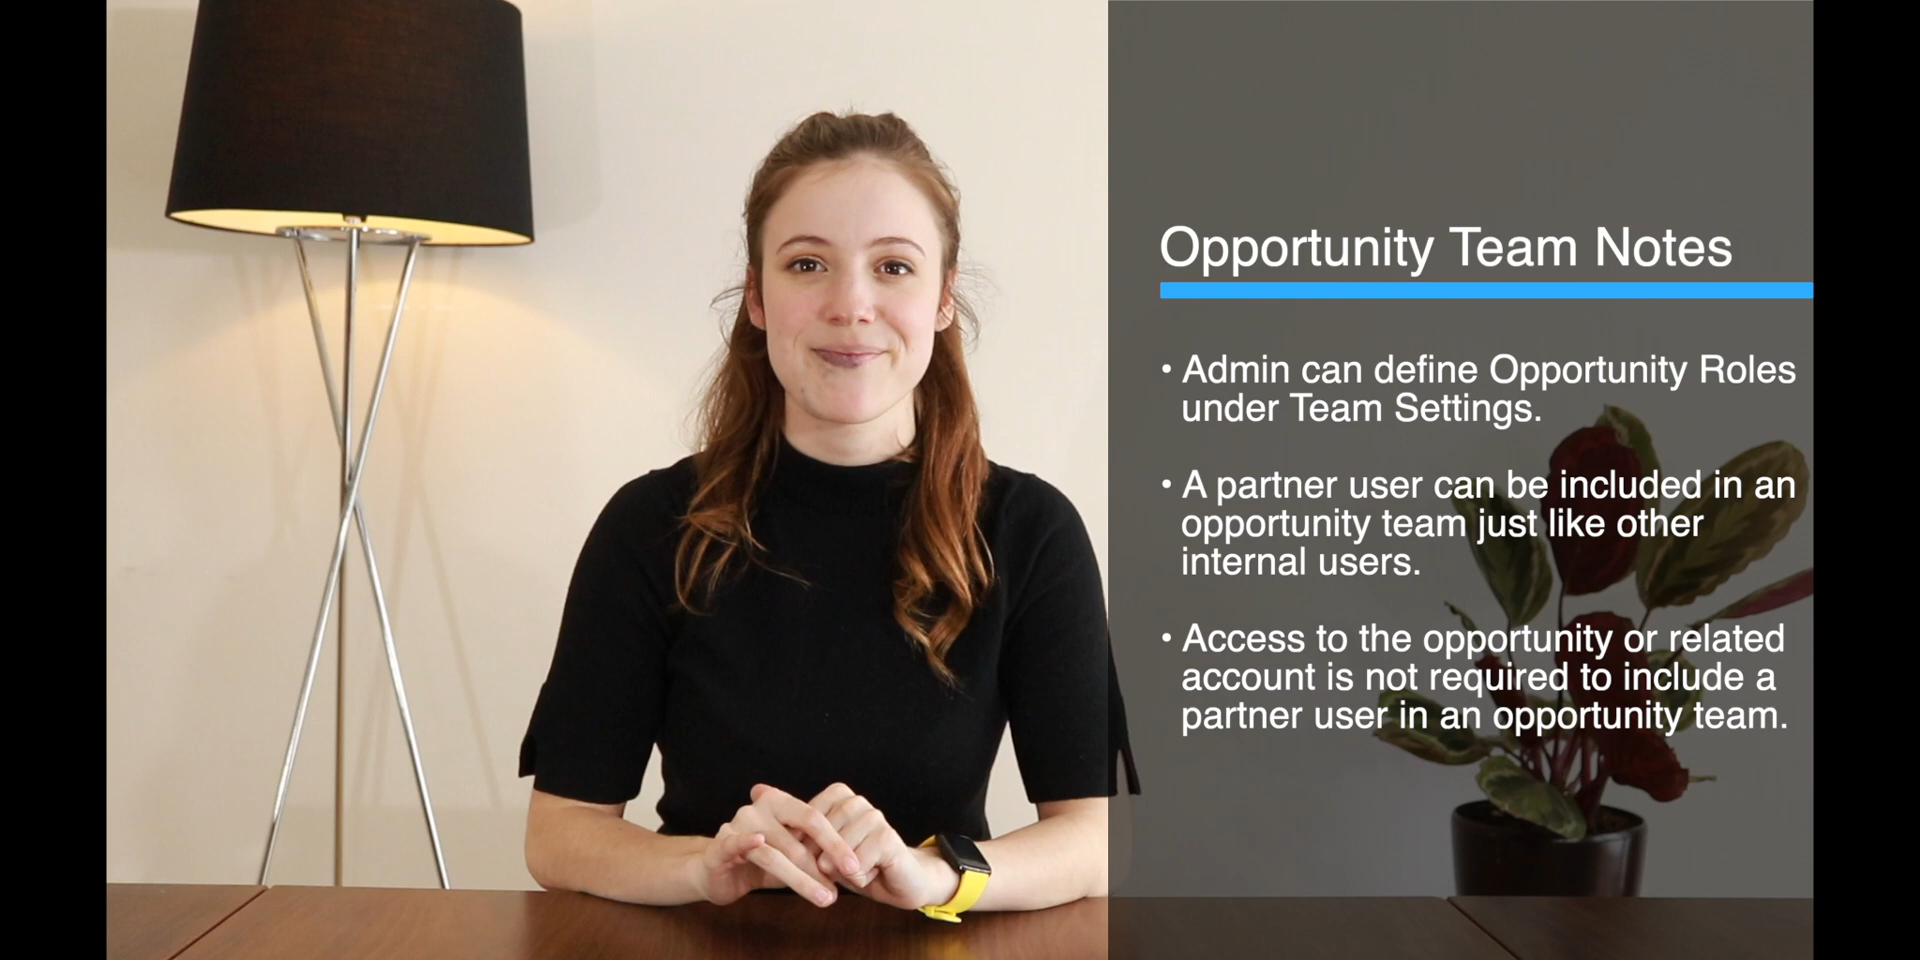 Opportunity Team Notes
• Admin can define Opportunity Roles
under Team Settings.
• A partner user can be included in an
opportunity team just like other
internal users.
• Access to the opportunity or related
account is not required to include a
partner user in an opportunity team.